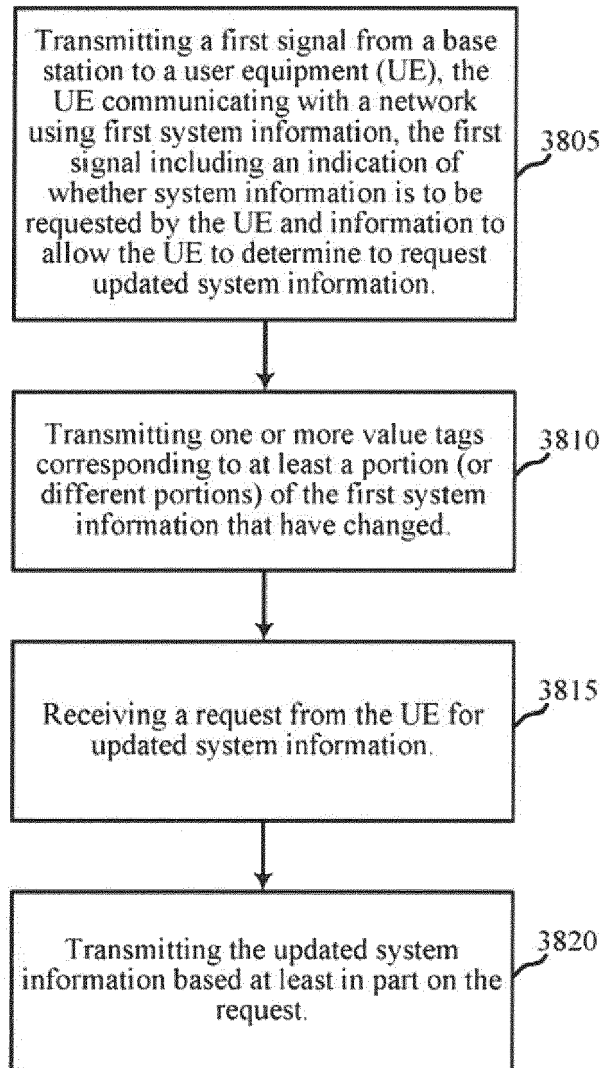 Transmitting a first signal from a base
station to a user equipment (UE), the
UE communicating with a network
using first system information, the first
signal including an indication of
whether system information is to be
requested by the UE and information to
allow the UE to determine to request
updated system information.
3805
Transmitting one or more value tags
corresponding to at least a portion (or
different portions) of the first system
information that have changed.
3810
Receiving a request from the UE for
updated system information.
3815
Transmitting the updated system
information based at least in part on the
request.
3820